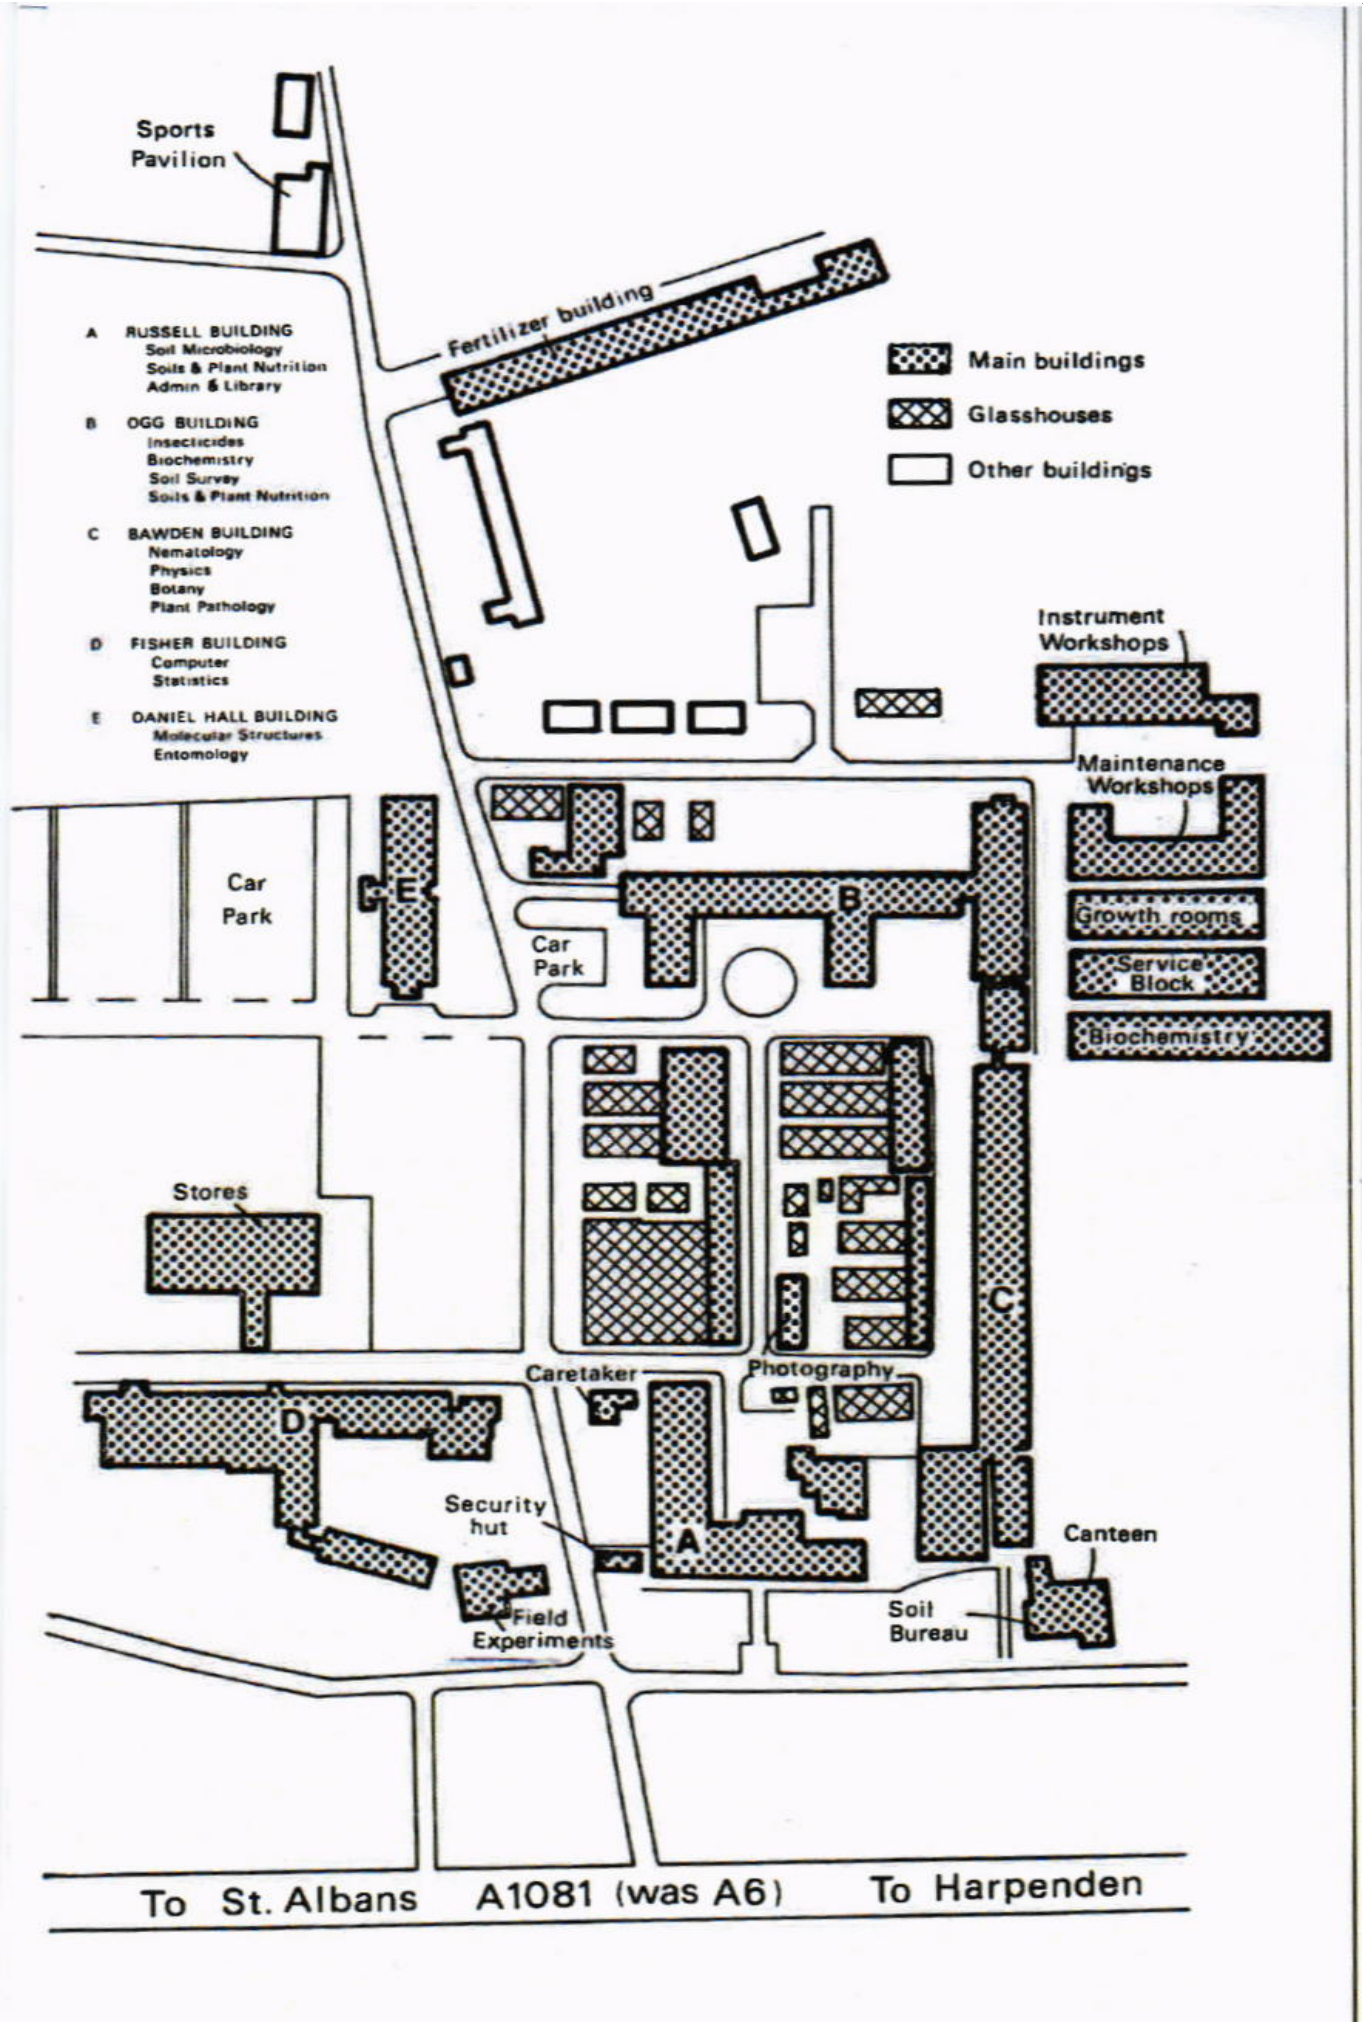 Sports
Pavilion
Fertilizer building
A RUSSELL BUILDING
Soil Microbiology
Soils & Plant Nutrition
Admin & Library
B OGG BUILDING
Insecticides
Biochemistry
Soil Survey
Soils & Plant Nutrition
C BAWDEN BUILDING
Nematology
Physics
Botany
Plant Pathology
D FISHER BUILDING
Computer
Statistics
E DANIEL HALL BUILDING
Molecular Structures
Entomology
Main buildings
Glasshouses
Other buildings
Instrument
Workshops
Maintenance
Workshops
Car
Park
E
B
Car
Park
Growth rooms
Service
Block
Biochemistry
Stores
C
Caretaker
Photography
D
Security
hut
A
Canteen
Field
Experiments
Soil
Bureau
To St. Albans A1081 (was A6) To Harpenden